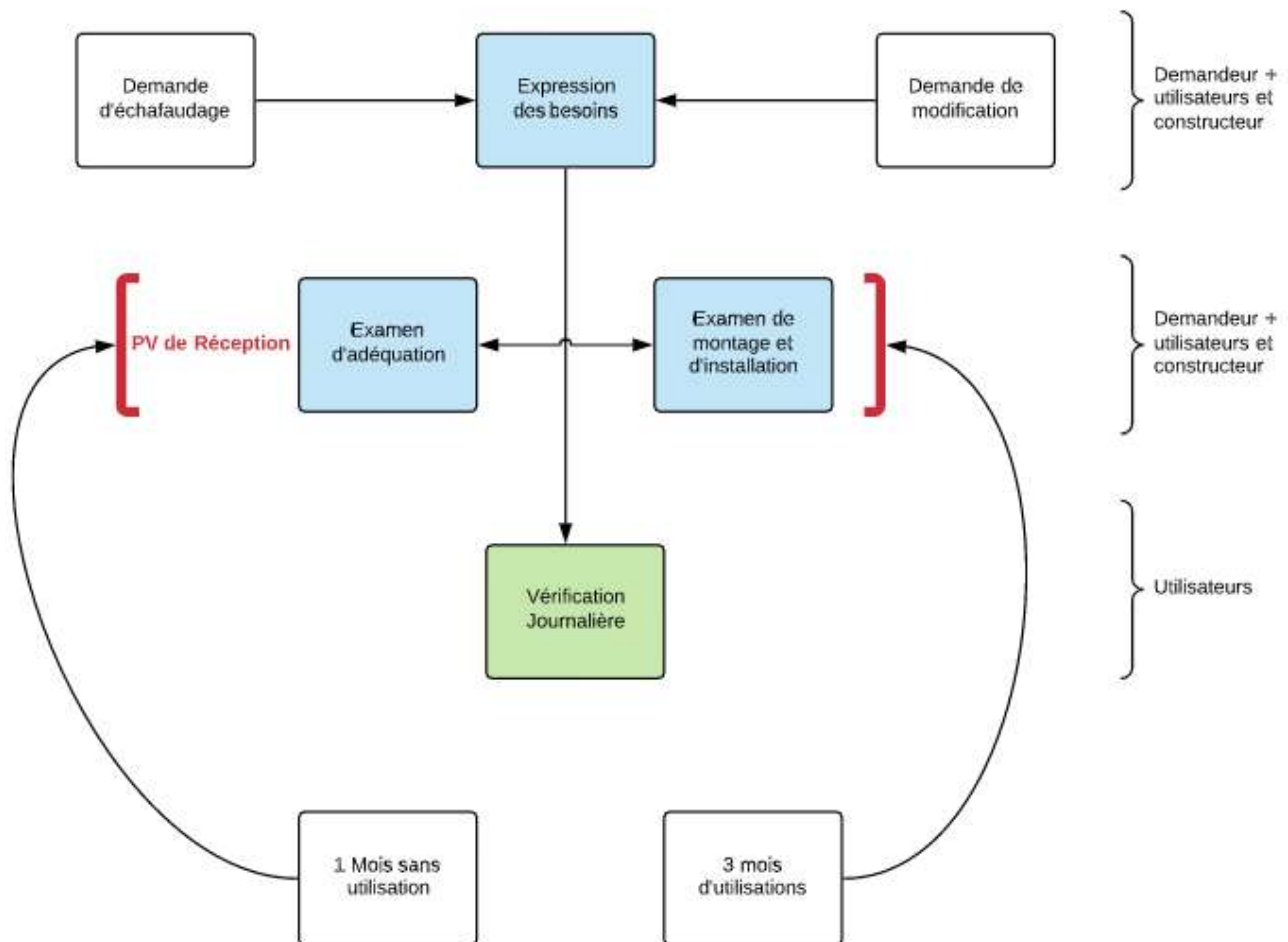 Demande
d'échafaudage
Expression
des besoins
Demande de
modification
Demandeur +
utilisateurs et
constructeur
PV de Réception
Examen
d'adéquation
Examen de
montage et
d'installation
Demandeur +
utilisateurs et
constructeur
Vérification
Journalière
Utilisateurs
1 Mois sans
utilisation
3 mois
d'utilisations